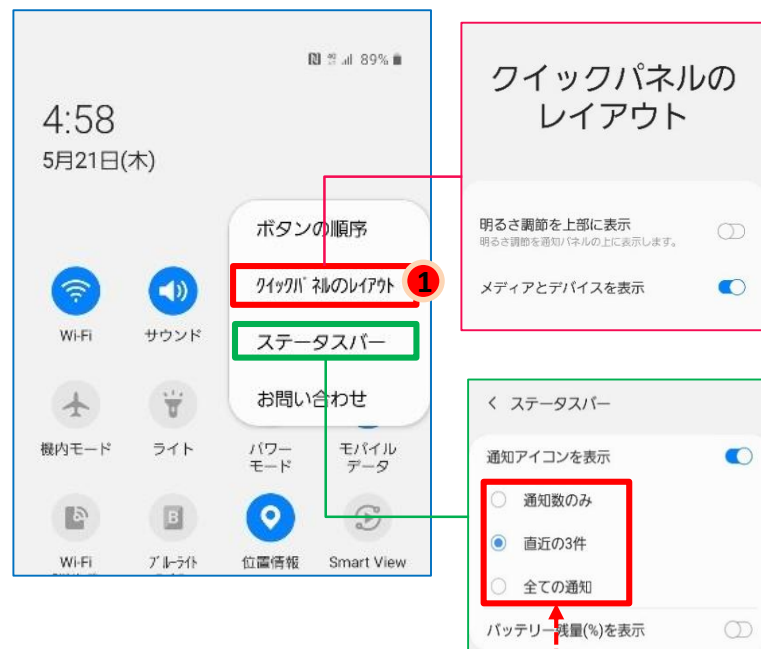 89%
4:58
5月21日(木)
ボタンの順序
クイックパネルのレイアウト
1
ステータスバー
お問い合わせ
Wi-Fi
サウンド
機内モード
ライト
パワー
モード
モバイル
データ
Wi-Fi
ブルーライト
位置情報
Smart View
クイックパネルの
レイアウト
明るさ調節を上部に表示
明るさ調節を通知パネルの上に表示します。
メディアとデバイスを表示
ステータスバー
通知アイコンを表示
通知数のみ
直近の3件
全ての通知
バッテリー残量(%)を表示